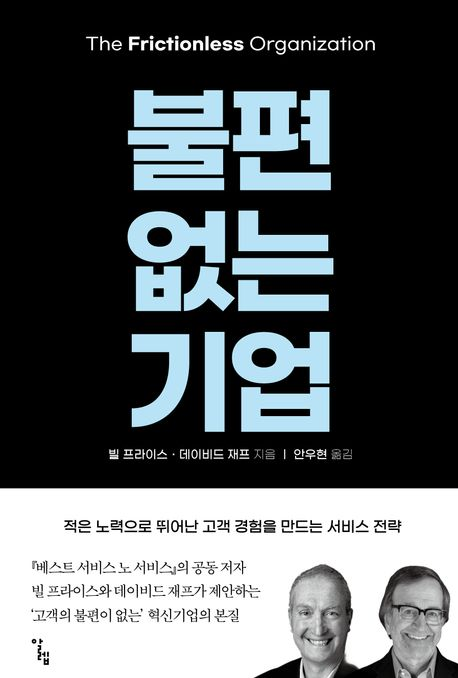 The Frictionless Organization
불편
없는
기업
빌 프라이스 · 데이비드 재프 지음 | 안우현 옮김
적은 노력으로 뛰어난 고객 경험을 만드는 서비스 전략
『베스트 서비스 노 서비스』의 공동 저자
빌 프라이스와 데이비드 재프가 제안하는
‘고객의 불편이 없는’ 혁신기업의 본질
알렙